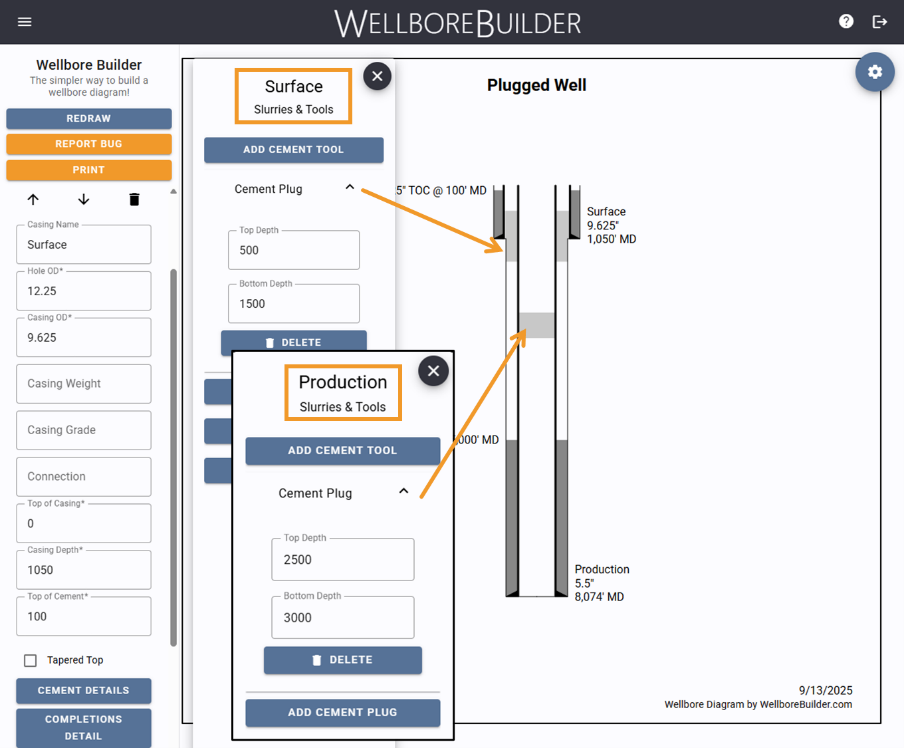 WELLBOREBUILDER
Wellbore Builder
The simpler way to build a
wellbore diagram!
REDRAW
REPORT BUG
PRINT
Casing Name
Surface
Hole OD*
12.25
Casing OD*
9.625
Casing Weight
Casing Grade
Connection
Top of Casing*
0
Casing Depth*
1050
Top of Cement*
100
Tapered Top
CEMENT DETAILS
COMPLETIONS
DETAIL
Surface
Slurries & Tools
ADD CEMENT TOOL
Cement Plug
Top Depth
500
Bottom Depth
1500
DELETE
Production
Slurries & Tools
ADD CEMENT TOOL
Cement Plug
Top Depth
2500
Bottom Depth
3000
DELETE
ADD CEMENT PLUG
Plugged Well
5" TOC @ 100' MD
Surface
9.625"
1,050' MD
000' MD
Production
5.5"
8,074' MD
9/13/2025
Wellbore Diagram by WellboreBuilder.com